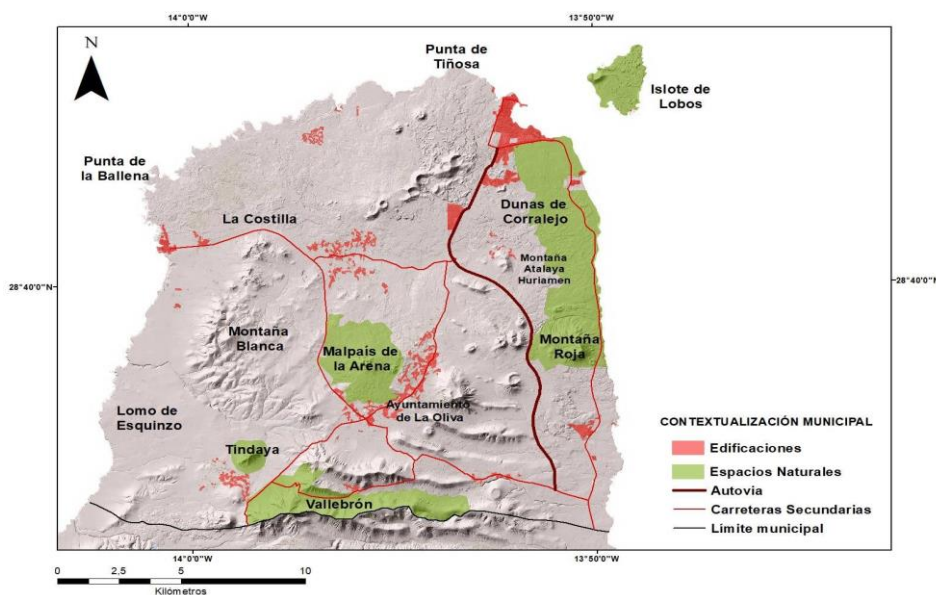 14°0'0"O
13°50'0"O
N
Punta de
Tiñosa
Islote de
Lobos
Punta de
la Ballena
Dunas de
Corralejo
La Costilla
Montaña
Atalaya
Huriamen
28°40'0"N
28°40'0"N
Montaña
Blanca
Malpaís de
la Arena
Montaña
Roja
Ayuntamiento
de La Oliva
Lomo de
Esquinzo
Tindaya
Vallebrón
CONTEXTUALIZACIÓN MUNICIPAL
Edificaciones
Espacios Naturales
Autovía
Carreteras Secundarias
Límite municipal
14°0'0"O
13°50'0"O
0 2,5 5 10
Kilómetros